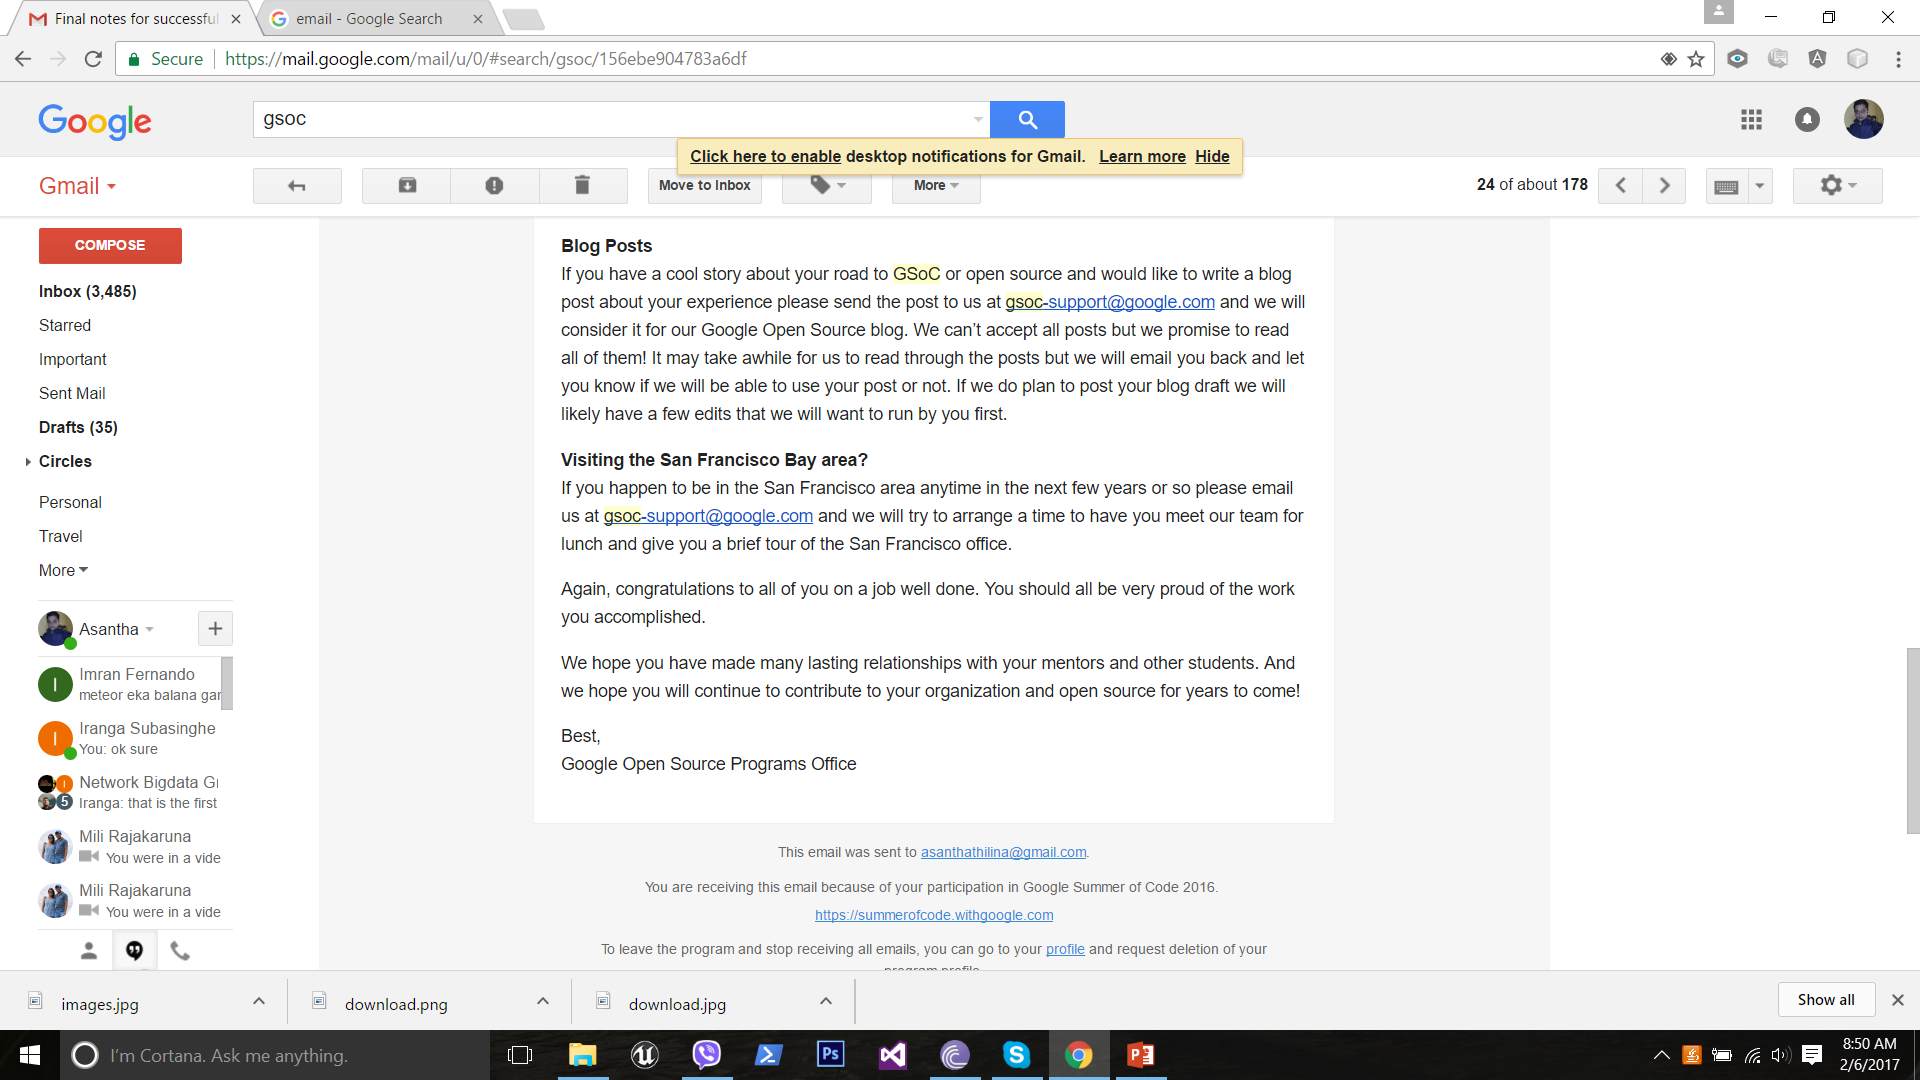 Final notes for successful
email - Google Search
Secure
https://mail.google.com/mail/u/0/#search/gsoc/156ebe904783a6df
Google
gsoc
Click here to enable desktop notifications for Gmail. Learn more Hide
Gmail
Move to Inbox
More
24 of about 178
COMPOSE
Inbox (3,485)
Starred
Important
Sent Mail
Drafts (35)
Circles
Personal
Travel
More
Asantha
Imran Fernando
meteor eka balana gar
Iranga Subasinghe
You: ok sure
Network Bigdata Gr
Iranga: that is the first
Mili Rajakaruna
You were in a vide
Mili Rajakaruna
You were in a vide
Blog Posts
If you have a cool story about your road to GSoC or open source and would like to write a blog
post about your experience please send the post to us at gsoc-support@google.com and we will
consider it for our Google Open Source blog. We can’t accept all posts but we promise to read
all of them! It may take awhile for us to read through the posts but we will email you back and let
you know if we will be able to use your post or not. If we do plan to post your blog draft we will
likely have a few edits that we will want to run by you first.
Visiting the San Francisco Bay area?
If you happen to be in the San Francisco area anytime in the next few years or so please email
us at gsoc-support@google.com and we will try to arrange a time to have you meet our team for
lunch and give you a brief tour of the San Francisco office.
Again, congratulations to all of you on a job well done. You should all be very proud of the work
you accomplished.
We hope you have made many lasting relationships with your mentors and other students. And
we hope you will continue to contribute to your organization and open source for years to come!
Best,
Google Open Source Programs Office
This email was sent to asanthathilina@gmail.com.
You are receiving this email because of your participation in Google Summer of Code 2016.
https://summerofcode.withgoogle.com
To leave the program and stop receiving all emails, you can go to your profile and request deletion of your
program profile
images.jpg
download.png
download.jpg
Show all
I’m Cortana. Ask me anything.
8:50 AM
2/6/2017